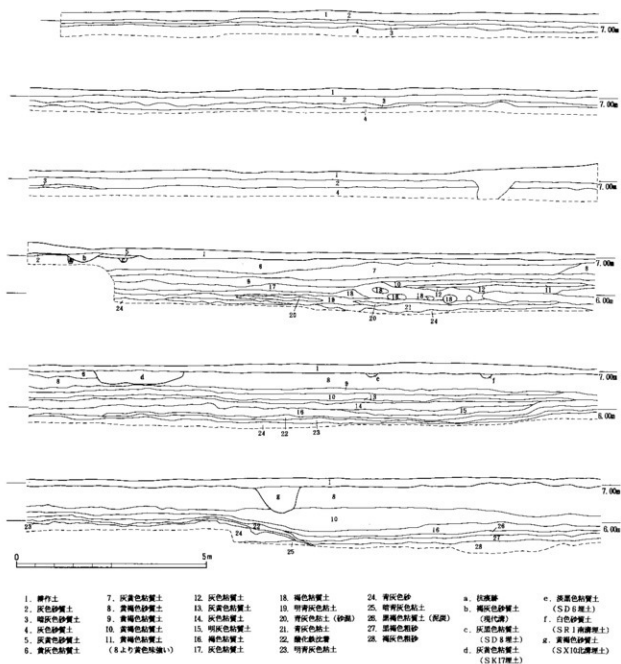 7.00m
7.00m
7.00m
7.00m
6.00m
7.00m
6.00m
7.00m
6.00m
0 5m
1. 耕作土
2. 灰色砂質土
3. 暗灰色砂質土
4. 灰色砂質土
5. 灰黄色砂質土
6. 黄灰色砂質土
7. 灰黄色粘質土
8. 黄褐色砂質土
9. 黄褐色粘質土
10. 黄褐色粘質土
(8より黄色味強い)
11. 黄褐色粘質土
12. 灰色粘質土
13. 灰黄色粘質土
14. 灰色粘質土
15. 明灰色粘質土
16. 褐色粘質土
17. 灰色粘質土
18. 褐色粘質土
19. 明青灰色粘土
20. 青灰色粘土(砂混)
21. 青灰色粘土
22. 酸化鉄沈着
23. 明青灰色粘土
24. 青灰色砂
25. 暗青灰色粘土
26. 黒褐色粘質土(泥炭)
27. 黒褐色粗砂
28. 褐灰色粗砂
a. 杭痕跡
b. 褐灰色砂質土
(現代溝)
c. 灰黒色粘質土
(SD8埋土)
d. 灰黄色粘質土
(SK17埋土)
e. 淡黒色粘質土
(SD6埋土)
f. 白色砂質土
(SR1南溝埋土)
g. 黄褐色砂質土
(SX10北溝埋土)